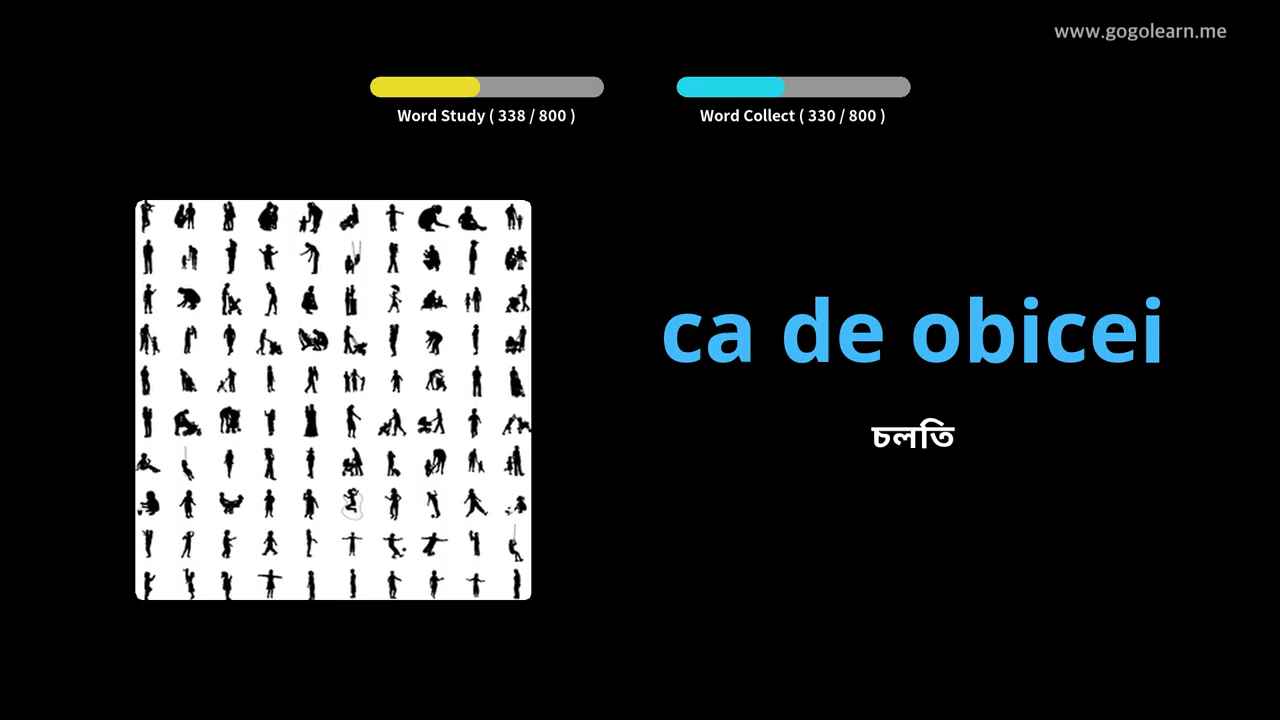 www.gogolearn.me
Word Study ( 338 / 800 )
Word Collect ( 330 / 800 )
ca de obicei
চলতি